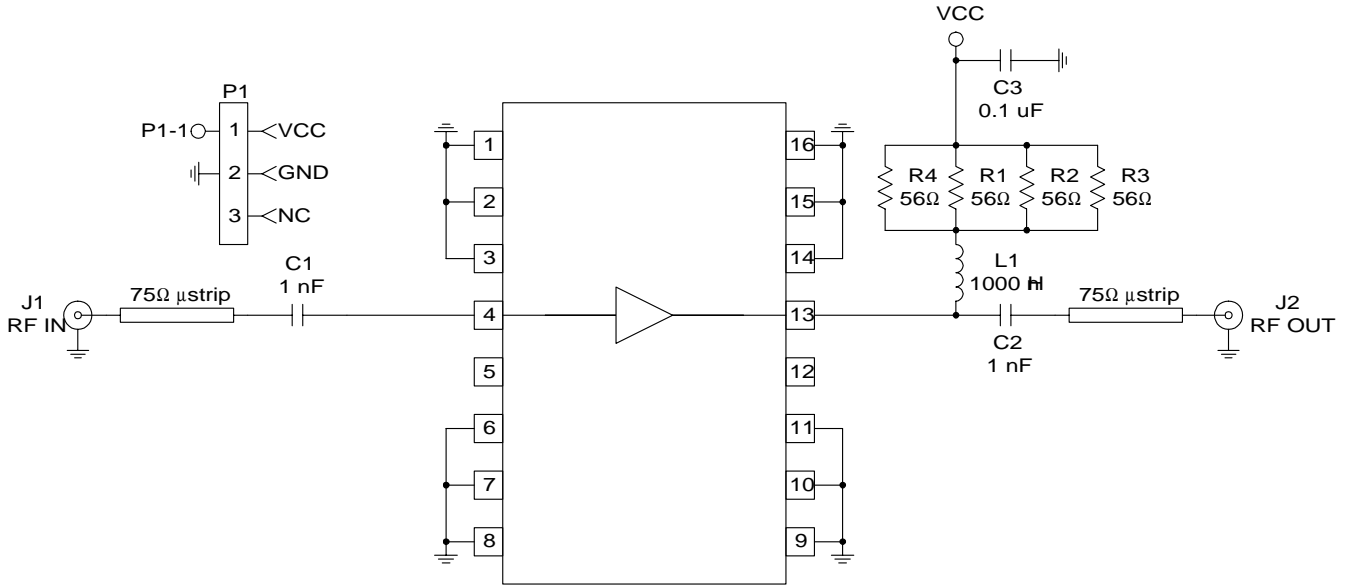 VCC
C3
0.1 uF
P1
P1-1 1 VCC
2 GND
3 NC
1 16
2 15
3 14
4 13
5 12
6 11
7 10
8 9
R4
56Ω
R1
56Ω
R2
56Ω
R3
56Ω
L1
1000
C1
1 nF
J1
RF IN
75Ω μstrip
C2
1 nF
75Ω μstrip
J2
RF OUT